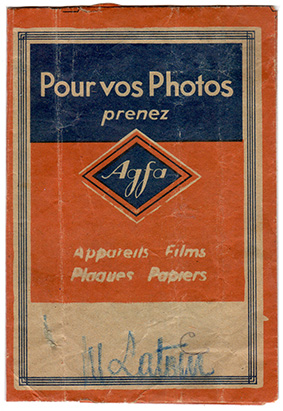 Pour vos Photos
prenez
Agfa
Appareils Films
Plaques Papiers